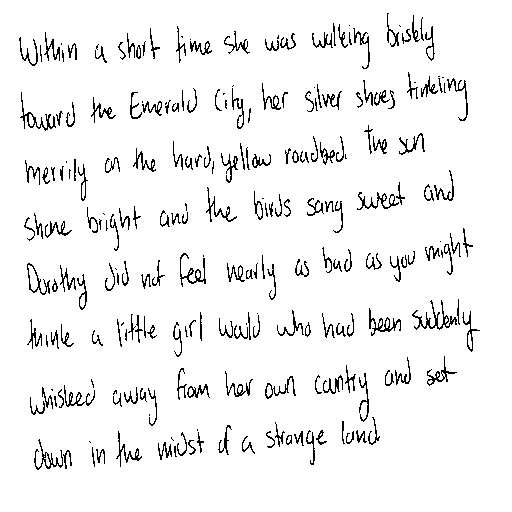 Within a short time she was walking briskly
toward the Emerald City, her silver shoes tinkling
merrily on the hard, yellow roadbed. The sun
shone bright and the birds sang sweet and
Dorothy did not feel nearly as bad as you might
think a little girl would who had been suddenly
whisked away from her own country and set
down in the midst of a strange land